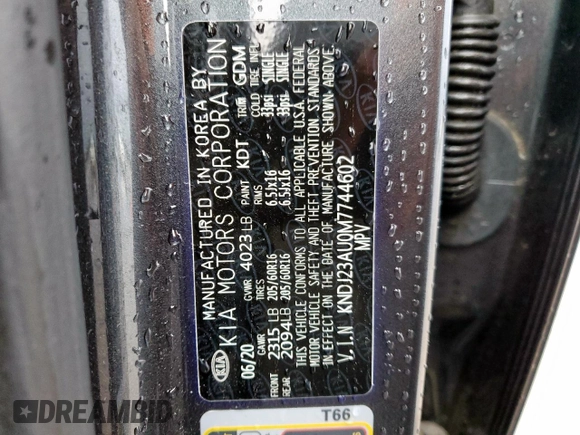 MANUFACTURED IN KOREA BY
KIA KIA MOTORS CORPORATION
06/20 GVWR 4023 LB PAINT KDT TRIM GDM
GAWR TIRES RIMS COLD TIRE INFL
FRONT 2315 LB 205/60R16 6.5Jx16 33psi SINGLE
REAR 2094LB 205/60R16 6.5Jx16 33psi SINGLE
THIS VEHICLE CONFORMS TO ALL APPLICABLE U.S.A. FEDERAL
MOTOR VEHICLE SAFETY AND THEFT PREVENTION STANDARDS
IN EFFECT ON THE DATE OF MANUFACTURE SHOWN ABOVE.
V.I.N KNDJ23AU0M7744602
MPV
T66
DREAMBID